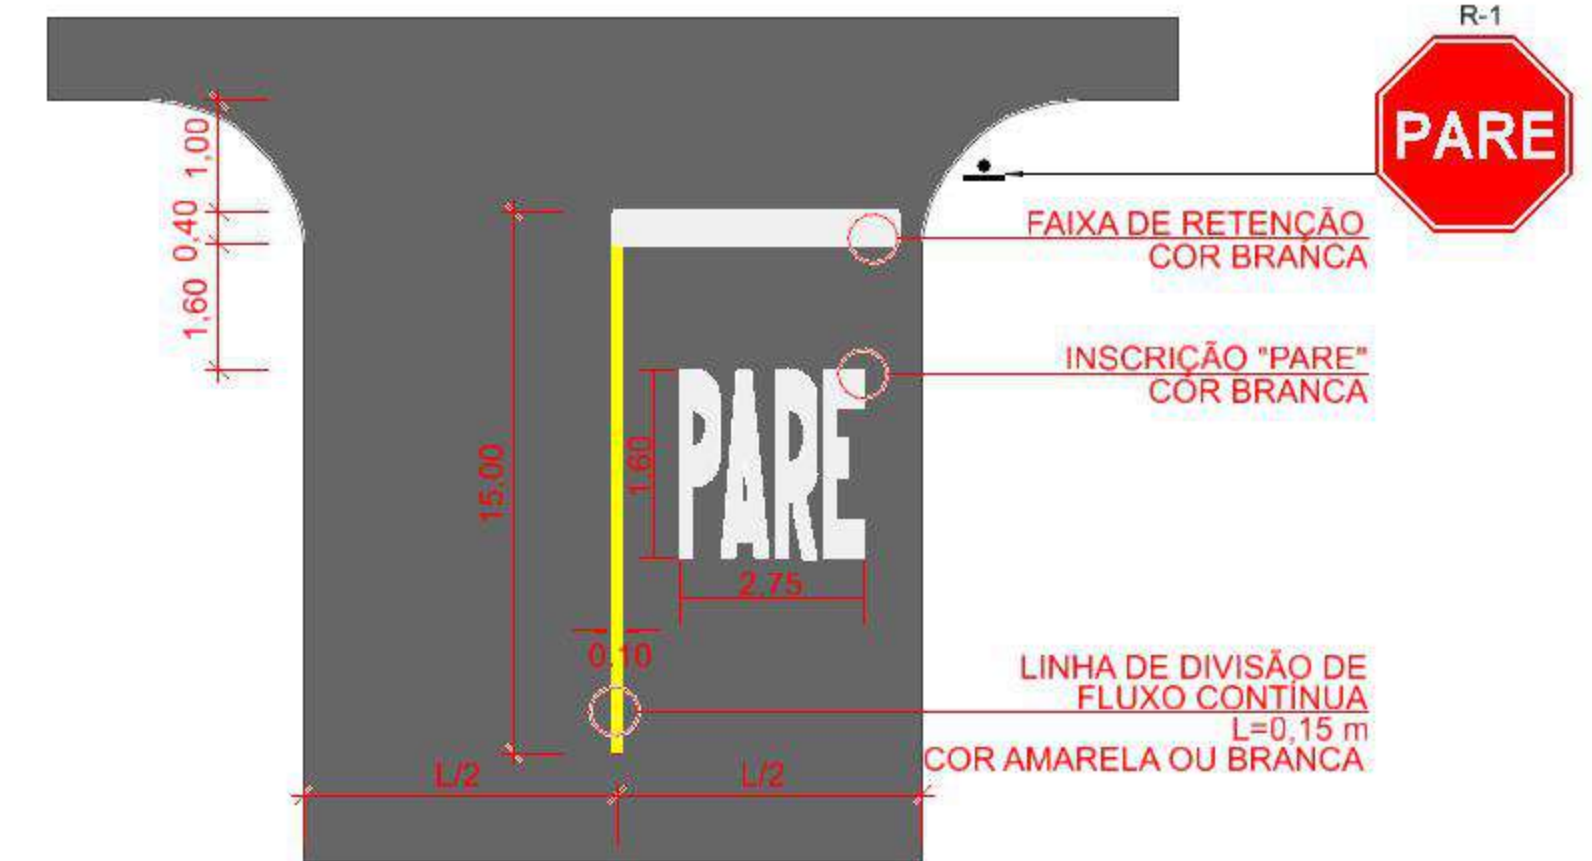 R-1
PARE
1,00
0,40
1,60
FAIXA DE RETENÇÃO
COR BRANCA
INSCRIÇÃO "PARE"
COR BRANCA
15.00
1.60
PARE
2.75
0.10
LINHA DE DIVISÃO DE
FLUXO CONTÍNUA
L=0,15 m
COR AMARELA OU BRANCA
L/2
L/2